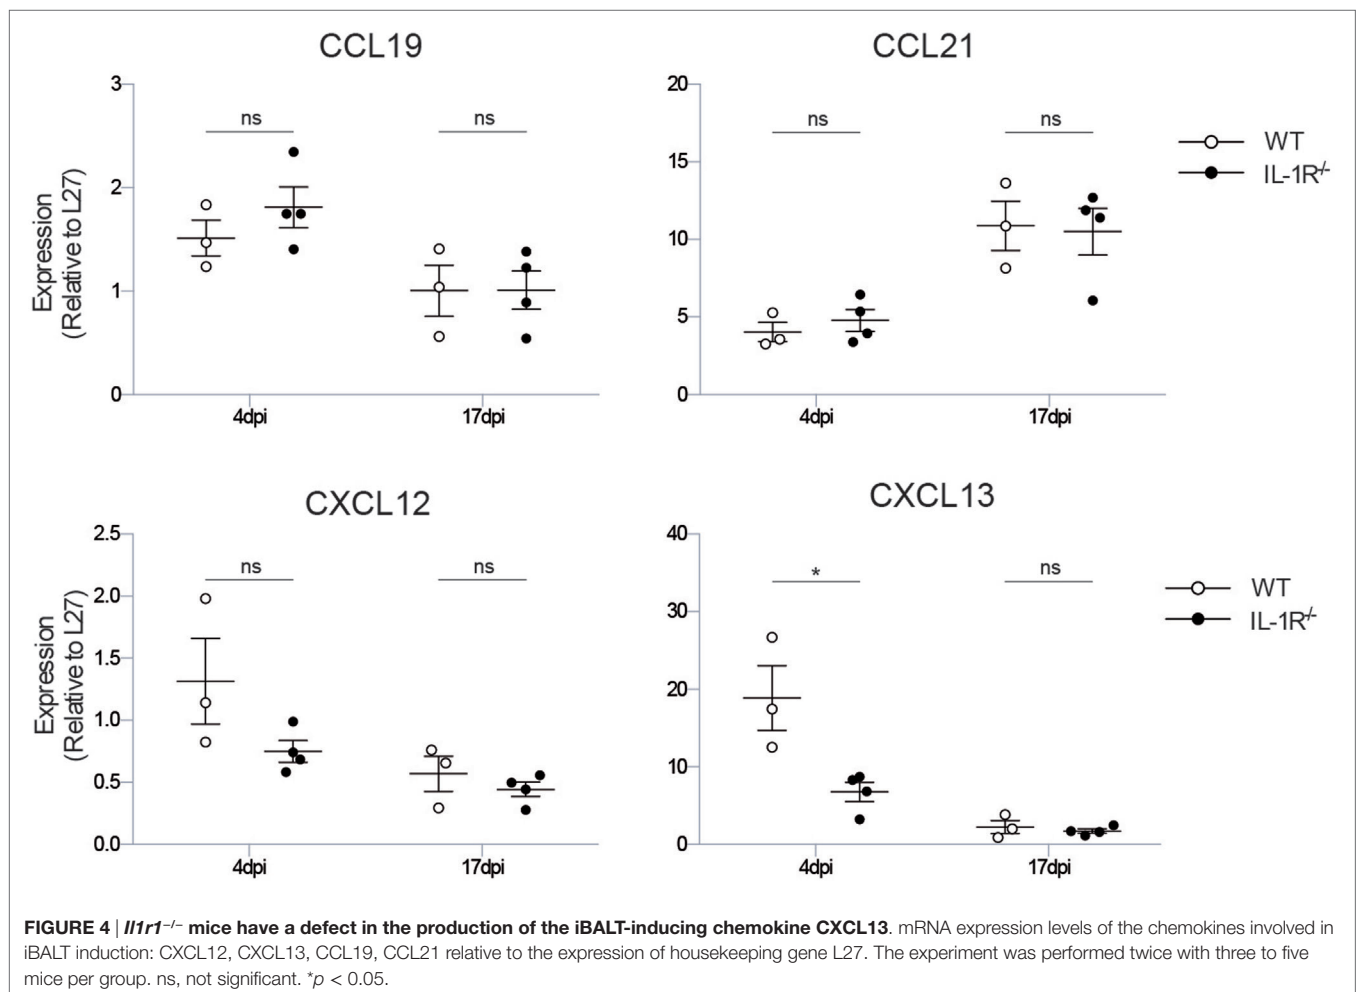 CCL19
CCL21
3
2
1
0
Expression
(Relative to L27)
ns
ns
4dpi
17dpi
20
15
10
5
0
ns
ns
4dpi
17dpi
WT
IL-1R-/-
CXCL12
CXCL13
2.5
2.0
1.5
1.0
0.5
0.0
Expression
(Relative to L27)
ns
ns
4dpi
17dpi
40
30
20
10
0
*
ns
4dpi
17dpi
WT
IL-1R-/-
FIGURE 4 | Il1r1−/− mice have a defect in the production of the iBALT-inducing chemokine CXCL13. mRNA expression levels of the chemokines involved in
iBALT induction: CXCL12, CXCL13, CCL19, CCL21 relative to the expression of housekeeping gene L27. The experiment was performed twice with three to five
mice per group. ns, not significant. *p < 0.05.